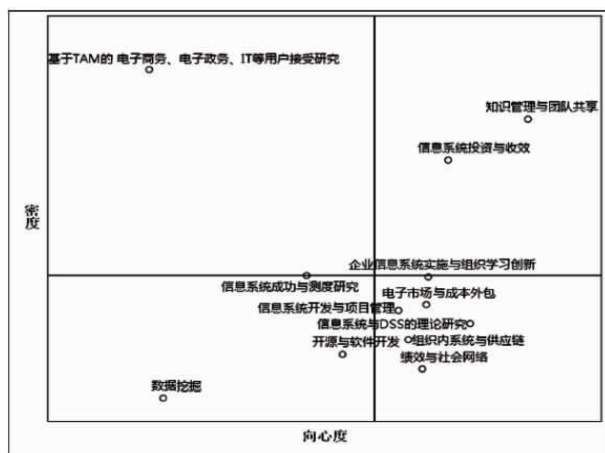 基于TAM的 电子商务、电子政务、IT等用户接受研究
知识管理与团队共享
信息系统投资与收效
密度
企业信息系统实施与组织学习创新
信息系统成功与测度研究
电子市场与成本外包
信息系统开发与项目管理
信息系统与DSS的理论研究
开源与软件开发
组织内系统与供应链
绩效与社会网络
数据挖掘
向心度